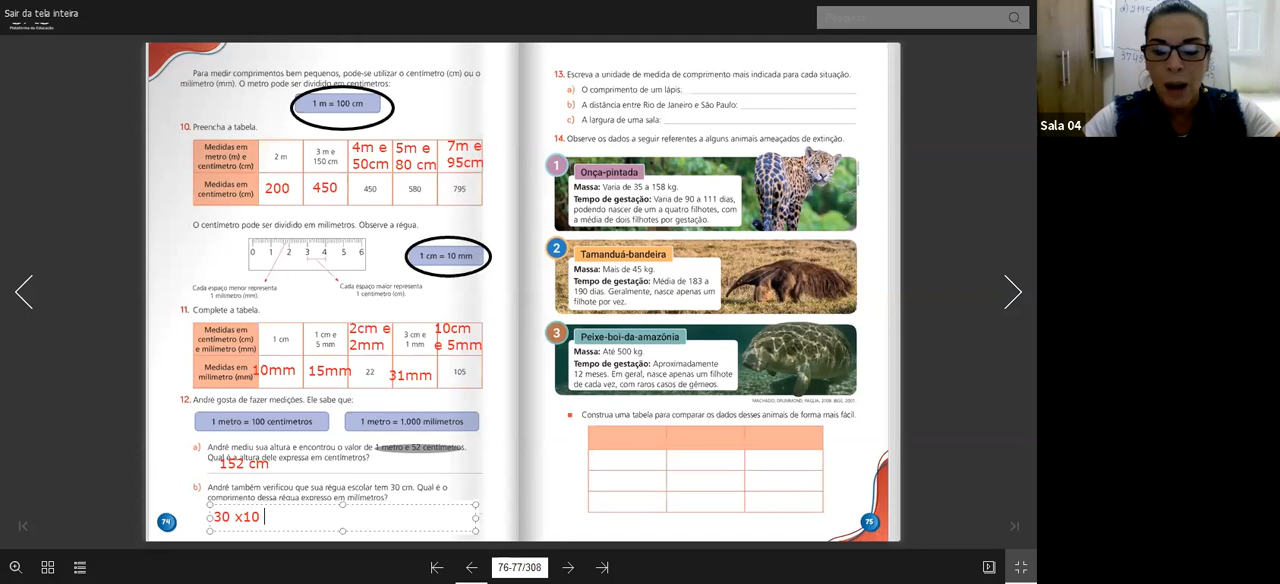 Sair da tela inteira
Plataforma da Educação
Para medir comprimentos bem pequenos, pode-se utilizar o centímetro (cm) ou o
milímetro (mm). O metro pode ser dividido em centímetros:
1 m = 100 cm
10. Preencha a tabela.
Medidas em metro (m) e centímetro (cm)
2 m
3 m e 150 cm
4m e 50cm
5m e 80 cm
7m e 95cm
Medidas em centímetro (cm)
200
450
450
580
795
O centímetro pode ser dividido em milímetros. Observe a régua.
0 1 2 3 4 5 6
1 cm = 10 mm
Cada espaço menor representa
1 milímetro (mm).
Cada espaço maior representa
1 centímetro (cm).
11. Complete a tabela.
Medidas em centímetro (cm) e milímetro (mm)
1 cm
1 cm e 5 mm
2cm e 2mm
3 cm e 1 mm
10cm e 5mm
Medidas em milímetro (mm)
10mm
15mm
22
31mm
105
12. André gosta de fazer medições. Ele sabe que:
1 metro = 100 centímetros
1 metro = 1.000 milímetros
a) André mediu sua altura e encontrou o valor de 1 metro e 52 centímetros.
Qual é a altura dele expressa em centímetros?
152 cm
b) André também verificou que sua régua escolar tem 30 cm. Qual é o
comprimento dessa régua expresso em milímetros?
30 x10
74
13. Escreva a unidade de medida de comprimento mais indicada para cada situação.
a) O comprimento de um lápis:
b) A distância entre Rio de Janeiro e São Paulo:
c) A largura de uma sala:
14. Observe os dados a seguir referentes a alguns animais ameaçados de extinção.
1
Onça-pintada
Massa: Varia de 35 a 158 kg.
Tempo de gestação: Varia de 90 a 111 dias,
podendo nascer de um a quatro filhotes, com
a média de dois filhotes por gestação.
2
Tamanduá-bandeira
Massa: Mais de 45 kg.
Tempo de gestação: Média de 183 a
190 dias. Geralmente, nasce apenas um
filhote por vez.
3
Peixe-boi-da-amazônia
Massa: Até 500 kg.
Tempo de gestação: Aproximadamente
12 meses. Em geral, nasce apenas um filhote
de cada vez, com raros casos de gêmeos.
Construa uma tabela para comparar os dados desses animais de forma mais fácil.
75
76-77/308
Sala 04